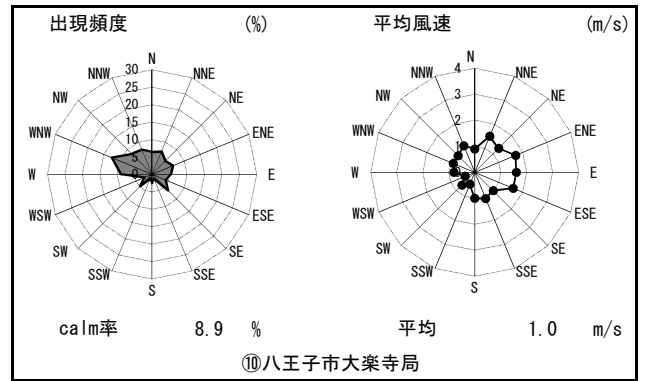 出現頻度 (%)
N
NNE
NE
ENE
E
ESE
SE
SSE
S
SSW
SW
WSW
W
WNW
NW
NNW
30
25
20
15
10
5
0
calm率 8.9 %
平均風速 (m/s)
N
NNE
NE
ENE
E
ESE
SE
SSE
S
SSW
SW
WSW
W
WNW
NW
NNW
4
3
2
1
0
平均 1.0 m/s
⑩八王子市大楽寺局